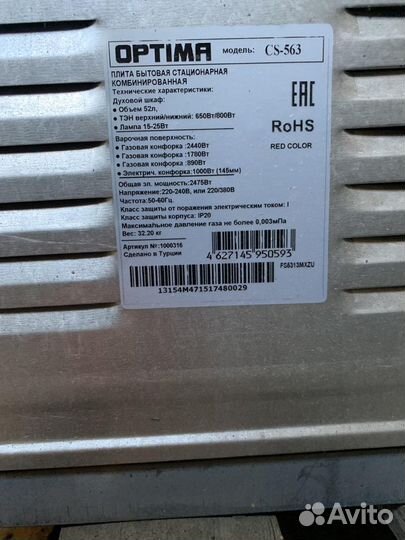 OPTIMA модель: CS-563
ПЛИТА БЫТОВАЯ СТАЦИОНАРНАЯ
КОМБИНИРОВАННАЯ
Технические характеристики:
Духовой шкаф:
• Объем 52л,
• ТЭН верхний/нижний: 650Вт/800Вт
• Лампа 15-25Вт
Варочная поверхность:
• Газовая конфорка :2440Вт
• Газовая конфорка :1780Вт
• Газовая конфорка :890Вт
• Электрич. конфорка:1000Вт (145мм)
Общая эл. мощность:2475Вт
Напряжение:220-240В, или 220/380В
Частота:50-60Гц
Класс защиты от поражения электрическим током: I
Класс защиты корпуса: IP20
Максимальное давление газа не более 0,003мПа
Вес: 32.20 кг
EAC
RoHS
RED COLOR
Артикул №:1000316
Сделано в Турции
4 627145 950593
FS6313MXZU
13154M471517480029
Avito